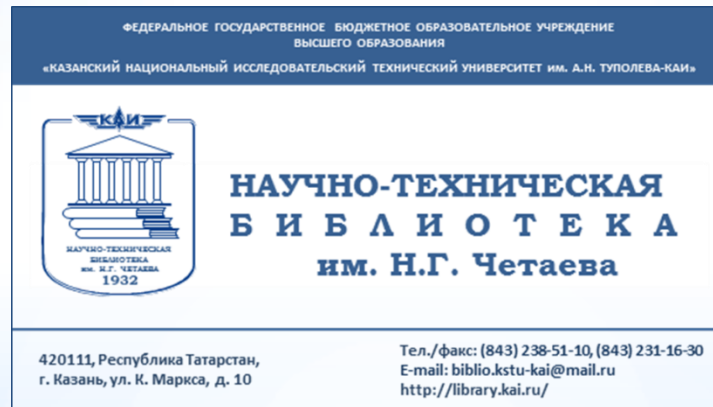 ФЕДЕРАЛЬНОЕ ГОСУДАРСТВЕННОЕ БЮДЖЕТНОЕ ОБРАЗОВАТЕЛЬНОЕ УЧРЕЖДЕНИЕ
ВЫСШЕГО ОБРАЗОВАНИЯ
«КАЗАНСКИЙ НАЦИОНАЛЬНЫЙ ИССЛЕДОВАТЕЛЬСКИЙ ТЕХНИЧЕСКИЙ УНИВЕРСИТЕТ им. А.Н. ТУПОЛЕВА-КАИ»
КАИ
НАУЧНО-ТЕХНИЧЕСКАЯ
БИБЛИОТЕКА
им. Н.Г. ЧЕТАЕВА
1932
НАУЧНО-ТЕХНИЧЕСКАЯ
Б И Б Л И О Т Е К А
им. Н.Г. Четаева
420111, Республика Татарстан,
г. Казань, ул. К. Маркса, д. 10
Тел./факс: (843) 238-51-10, (843) 231-16-30
E-mail: biblio.kstu-kai@mail.ru
http://library.kai.ru/